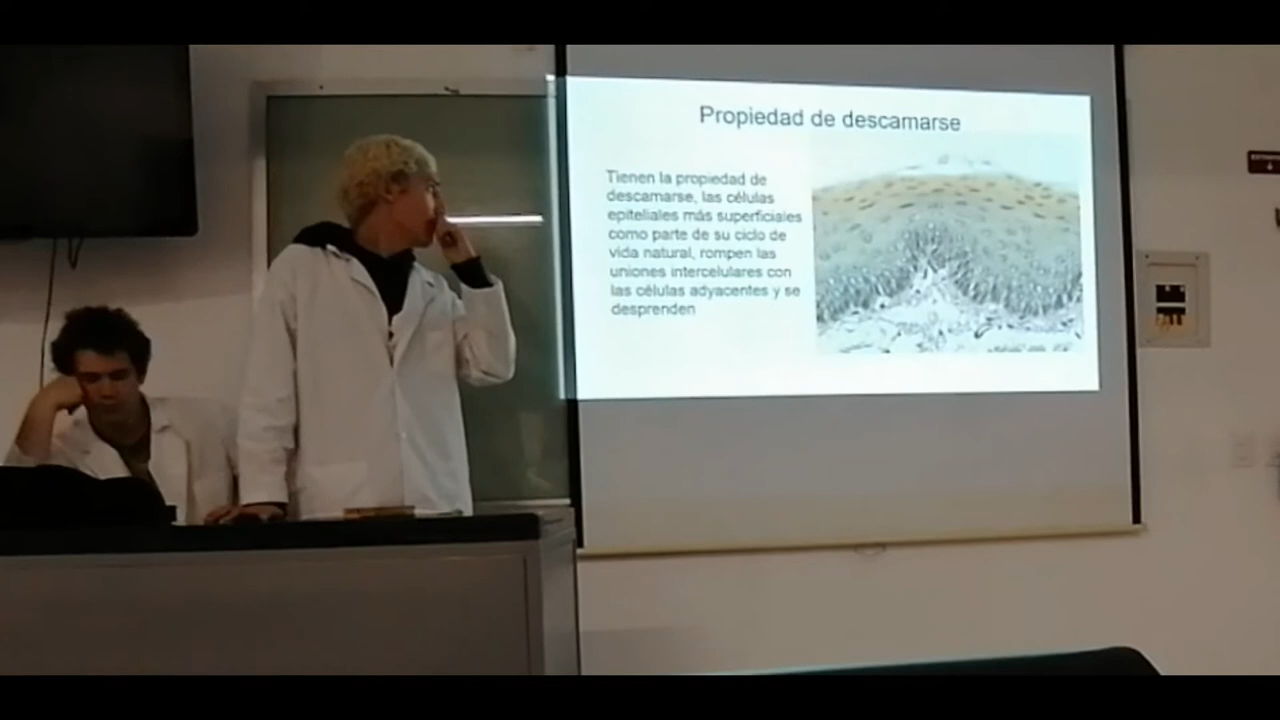 Propiedad de descamarse
Tienen la propiedad de
descamarse, las células
epiteliales más superficiales
como parte de su ciclo de
vida natural, rompen las
uniones intercelulares con
las células adyacentes y se
desprenden